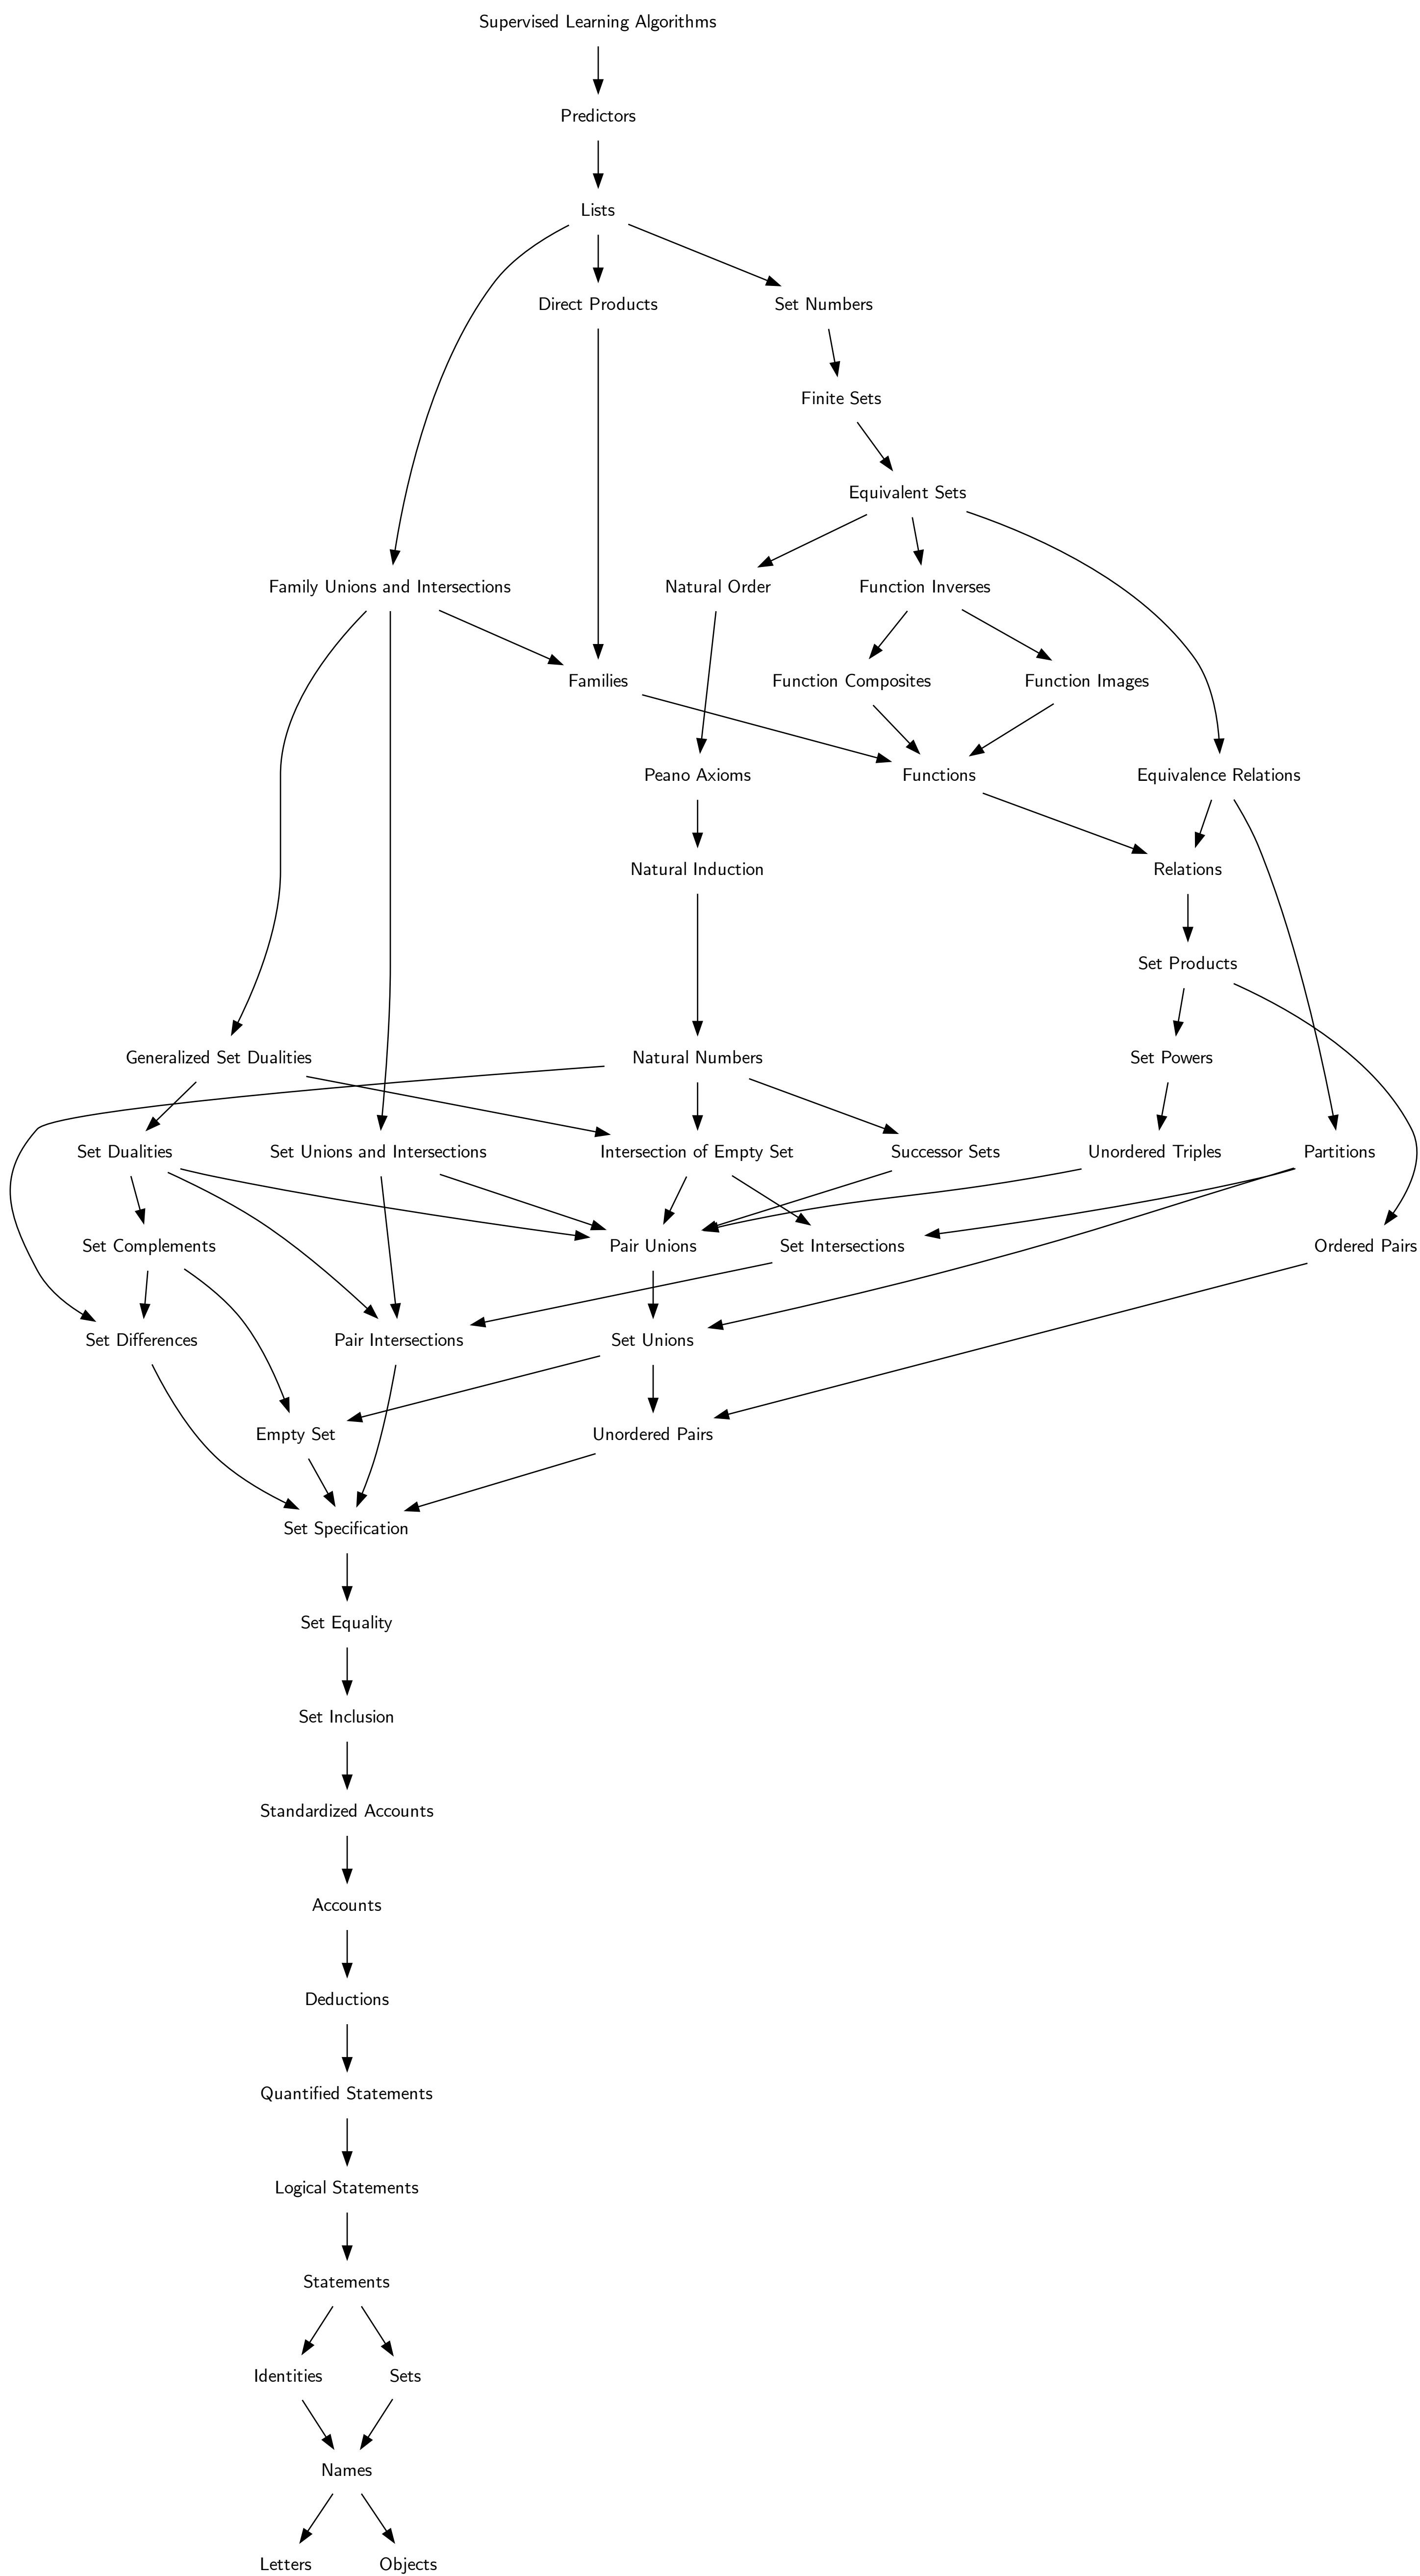 Supervised Learning Algorithms
Predictors
Lists
Direct Products
Set Numbers
Finite Sets
Equivalent Sets
Family Unions and Intersections
Natural Order
Function Inverses
Families
Function Composites
Function Images
Peano Axioms
Functions
Equivalence Relations
Natural Induction
Relations
Set Products
Generalized Set Dualities
Natural Numbers
Set Powers
Set Dualities
Set Unions and Intersections
Intersection of Empty Set
Successor Sets
Unordered Triples
Partitions
Set Complements
Pair Unions
Set Intersections
Ordered Pairs
Set Differences
Pair Intersections
Set Unions
Empty Set
Unordered Pairs
Set Specification
Set Equality
Set Inclusion
Standardized Accounts
Accounts
Deductions
Quantified Statements
Logical Statements
Statements
Identities
Sets
Names
Letters
Objects